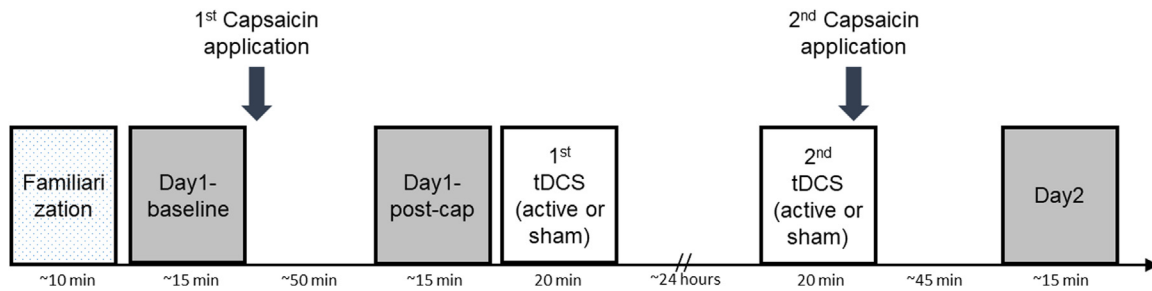 1st Capsaicin
application
2nd Capsaicin
application
Familiari
zation
Day1-
baseline
Day1-
post-cap
1st
tDCS
(active or
sham)
2nd
tDCS
(active or
sham)
Day2
~10 min
~15 min
~50 min
~15 min
20 min
~24 hours
20 min
~45 min
~15 min